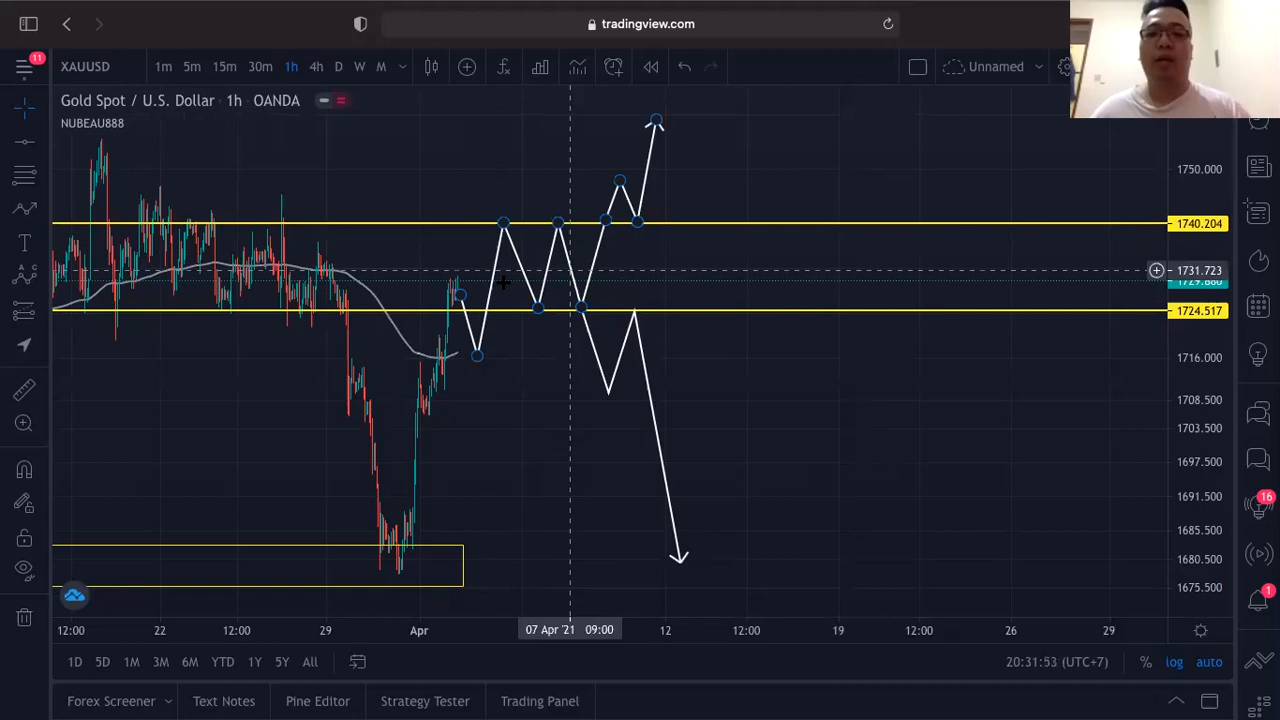 tradingview.com
11
XAUUSD 1m 5m 15m 30m 1h 4h D W M Unnamed
Gold Spot / U.S. Dollar · 1h · OANDA
NUBEAU888
1750.000
1740.204
1731.723
1724.517
1716.000
1708.500
1703.500
1697.500
1691.500
1685.500
1680.500
1675.500
16
1
12:00 22 12:00 29 Apr 07 Apr '21 09:00 12 12:00 19 12:00 26 29
1D 5D 1M 3M 6M YTD 1Y 5Y All 20:31:53 (UTC+7) % log auto
Forex Screener Text Notes Pine Editor Strategy Tester Trading Panel